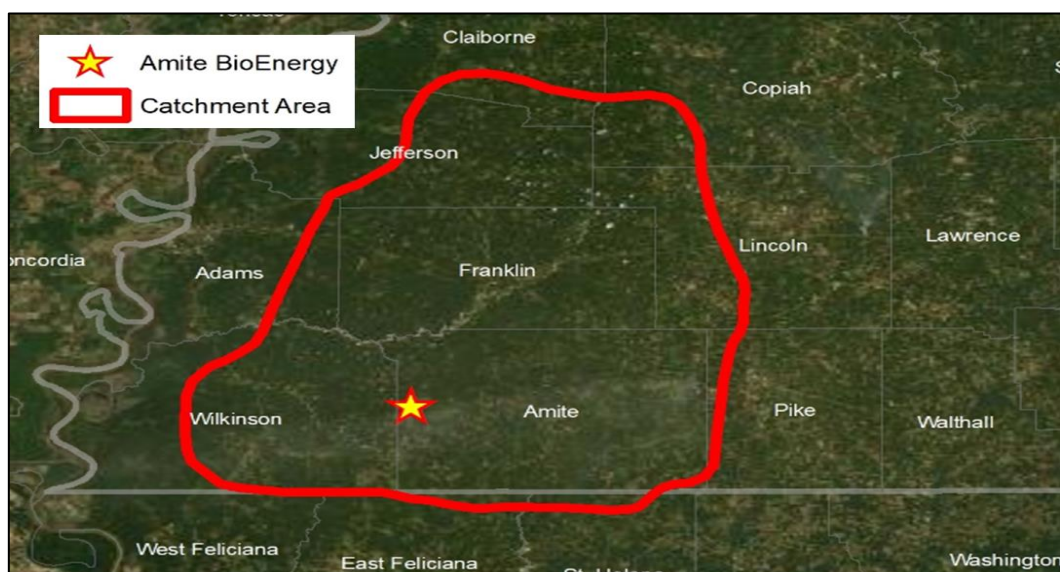 Claiborne
Amite BioEnergy
Copiah
Catchment Area
Jefferson
Lincoln
Lawrence
oncordia
Adams
Franklin
Wilkinson
Amite
Pike
Walthall
West Feliciana
East Feliciana
Washington